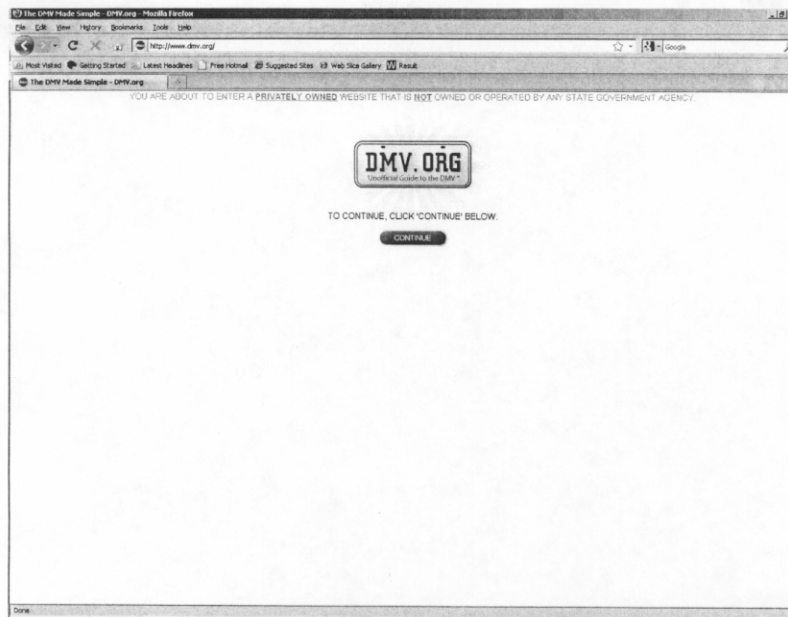 The DMV Made Simple - DMV.org - Mozilla Firefox
File Edit View History Bookmarks Tools Help
http://www.dmv.org/
Google
Most Visited Getting Started Latest Headlines Free Hotmail Suggested Sites Web Slice Gallery Result
The DMV Made Simple - DMV.org
YOU ARE ABOUT TO ENTER A PRIVATELY OWNED WEBSITE THAT IS NOT OWNED OR OPERATED BY ANY STATE GOVERNMENT AGENCY.
DMV.ORG
Unofficial Guide to the DMV
TO CONTINUE, CLICK 'CONTINUE' BELOW.
CONTINUE
Done